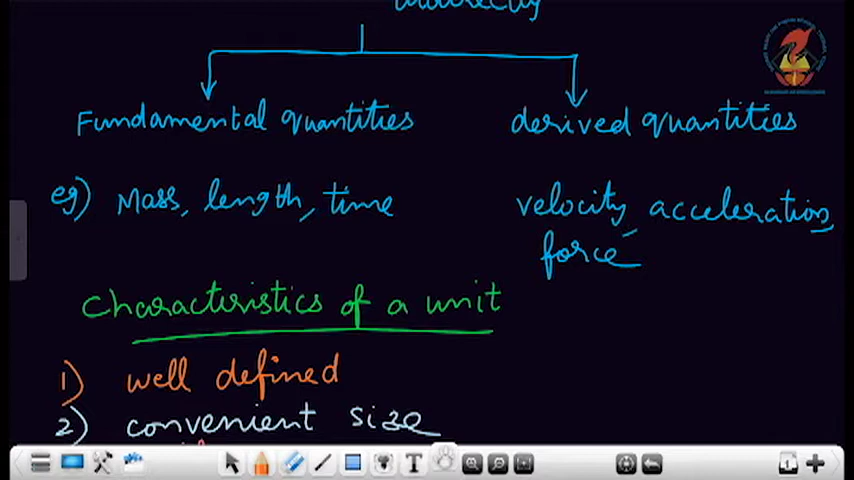 Fundamental quantities derived quantities
eg) Mass, length, time velocity, acceleration,
force
Characteristics of a unit
1) well defined
2) convenient size